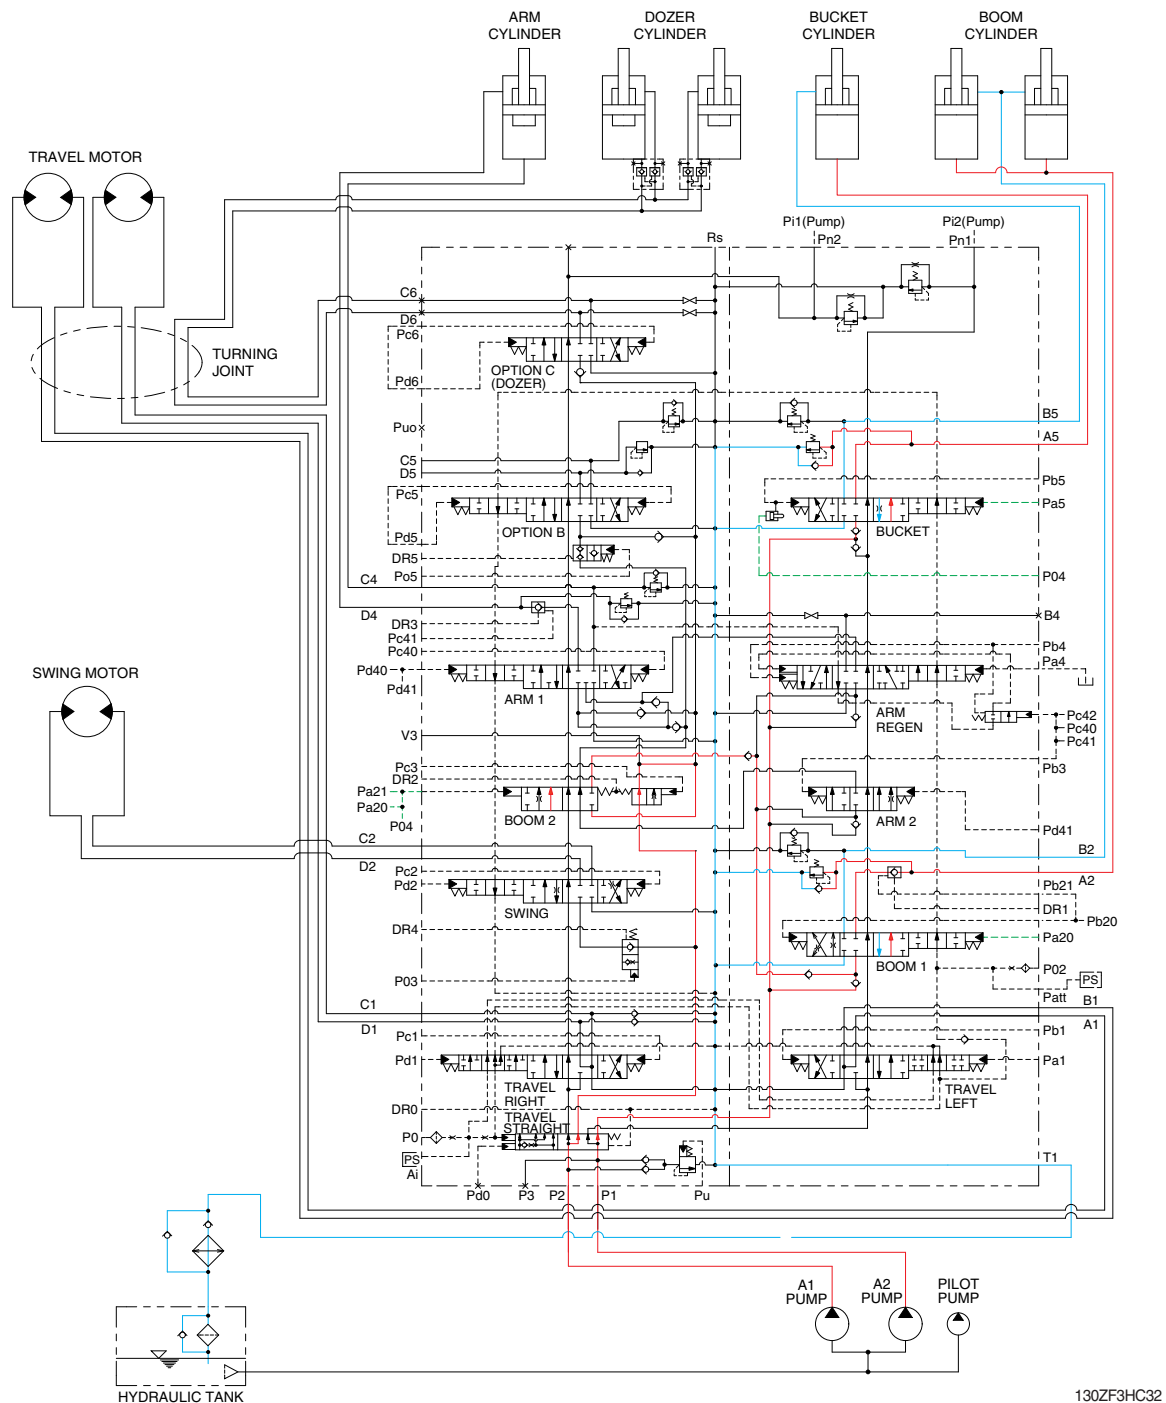 ARM
CYLINDER
DOZER
CYLINDER
BUCKET
CYLINDER
BOOM
CYLINDER
TRAVEL MOTOR
TURNING
JOINT
SWING MOTOR
Pi1(Pump)
Pn2
Pi2(Pump)
Pn1
Rs
C6
D6
Pc6
Pd6
OPTION C
(DOZER)
Puo
C5
D5
Pc5
Pd5
OPTION B
DR5
Po5
C4
D4
DR3
Pc41
Pc40
Pd40
Pd41
ARM 1
V3
Pc3
DR2
Pa21
Pa20
P04
BOOM 2
C2
D2
Pc2
Pd2
SWING
DR4
P03
C1
D1
Pc1
Pd1
TRAVEL
RIGHT
DR0
TRAVEL
STRAIGHT
P0
PS
Ai
Pd0
P3
P2
P1
Pu
B5
A5
Pb5
Pa5
BUCKET
P04
B4
Pb4
Pa4
ARM
REGEN
Pc42
Pc40
Pc41
Pb3
ARM 2
Pd41
B2
A2
Pb21
DR1
Pb20
Pa20
BOOM 1
P02
PS
Patt
B1
A1
Pb1
Pa1
TRAVEL
LEFT
T1
A1
PUMP
A2
PUMP
PILOT
PUMP
HYDRAULIC TANK
130ZF3HC32